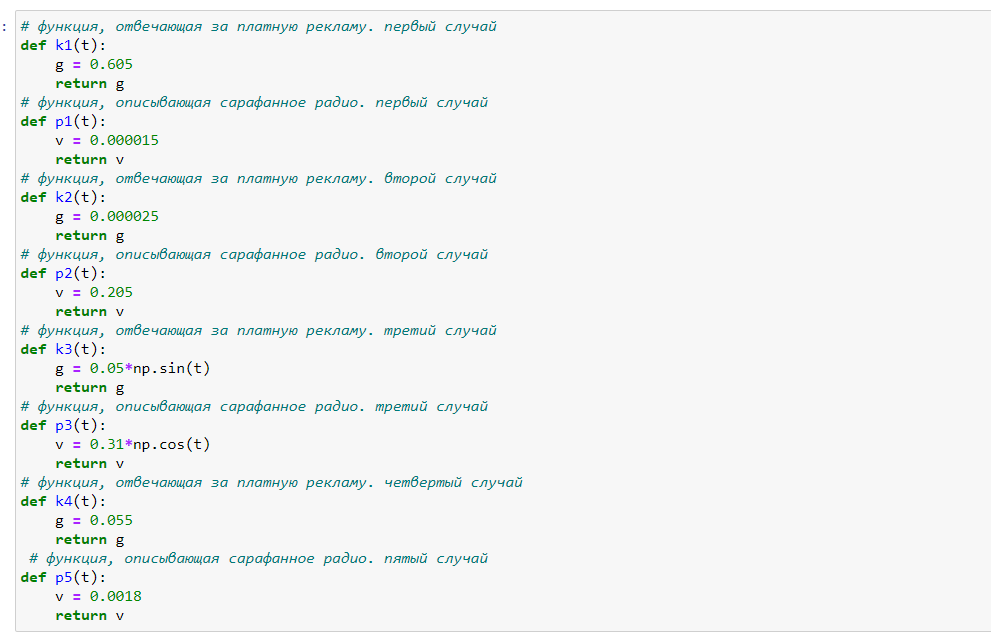 : # функция, отвечающая за платную рекламу. первый случай
def k1(t):
    g = 0.605
    return g
# функция, описывающая сарафанное радио. первый случай
def p1(t):
    v = 0.000015
    return v
# функция, отвечающая за платную рекламу. второй случай
def k2(t):
    g = 0.000025
    return g
# функция, описывающая сарафанное радио. второй случай
def p2(t):
    v = 0.205
    return v
# функция, отвечающая за платную рекламу. третий случай
def k3(t):
    g = 0.05*np.sin(t)
    return g
# функция, описывающая сарафанное радио. третий случай
def p3(t):
    v = 0.31*np.cos(t)
    return v
# функция, отвечающая за платную рекламу. четвертый случай
def k4(t):
    g = 0.055
    return g
 # функция, описывающая сарафанное радио. пятый случай
def p5(t):
    v = 0.0018
    return v